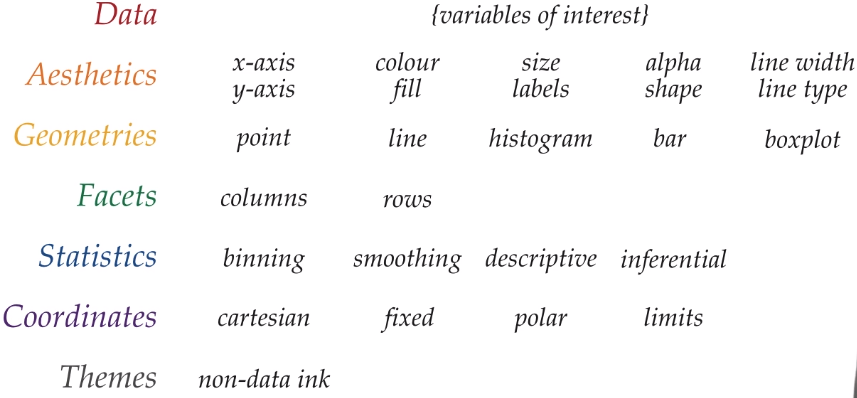 Data {variables of interest}
Aesthetics x-axis colour size alpha line width
y-axis fill labels shape line type
Geometries point line histogram bar boxplot
Facets columns rows
Statistics binning smoothing descriptive inferential
Coordinates cartesian fixed polar limits
Themes non-data ink